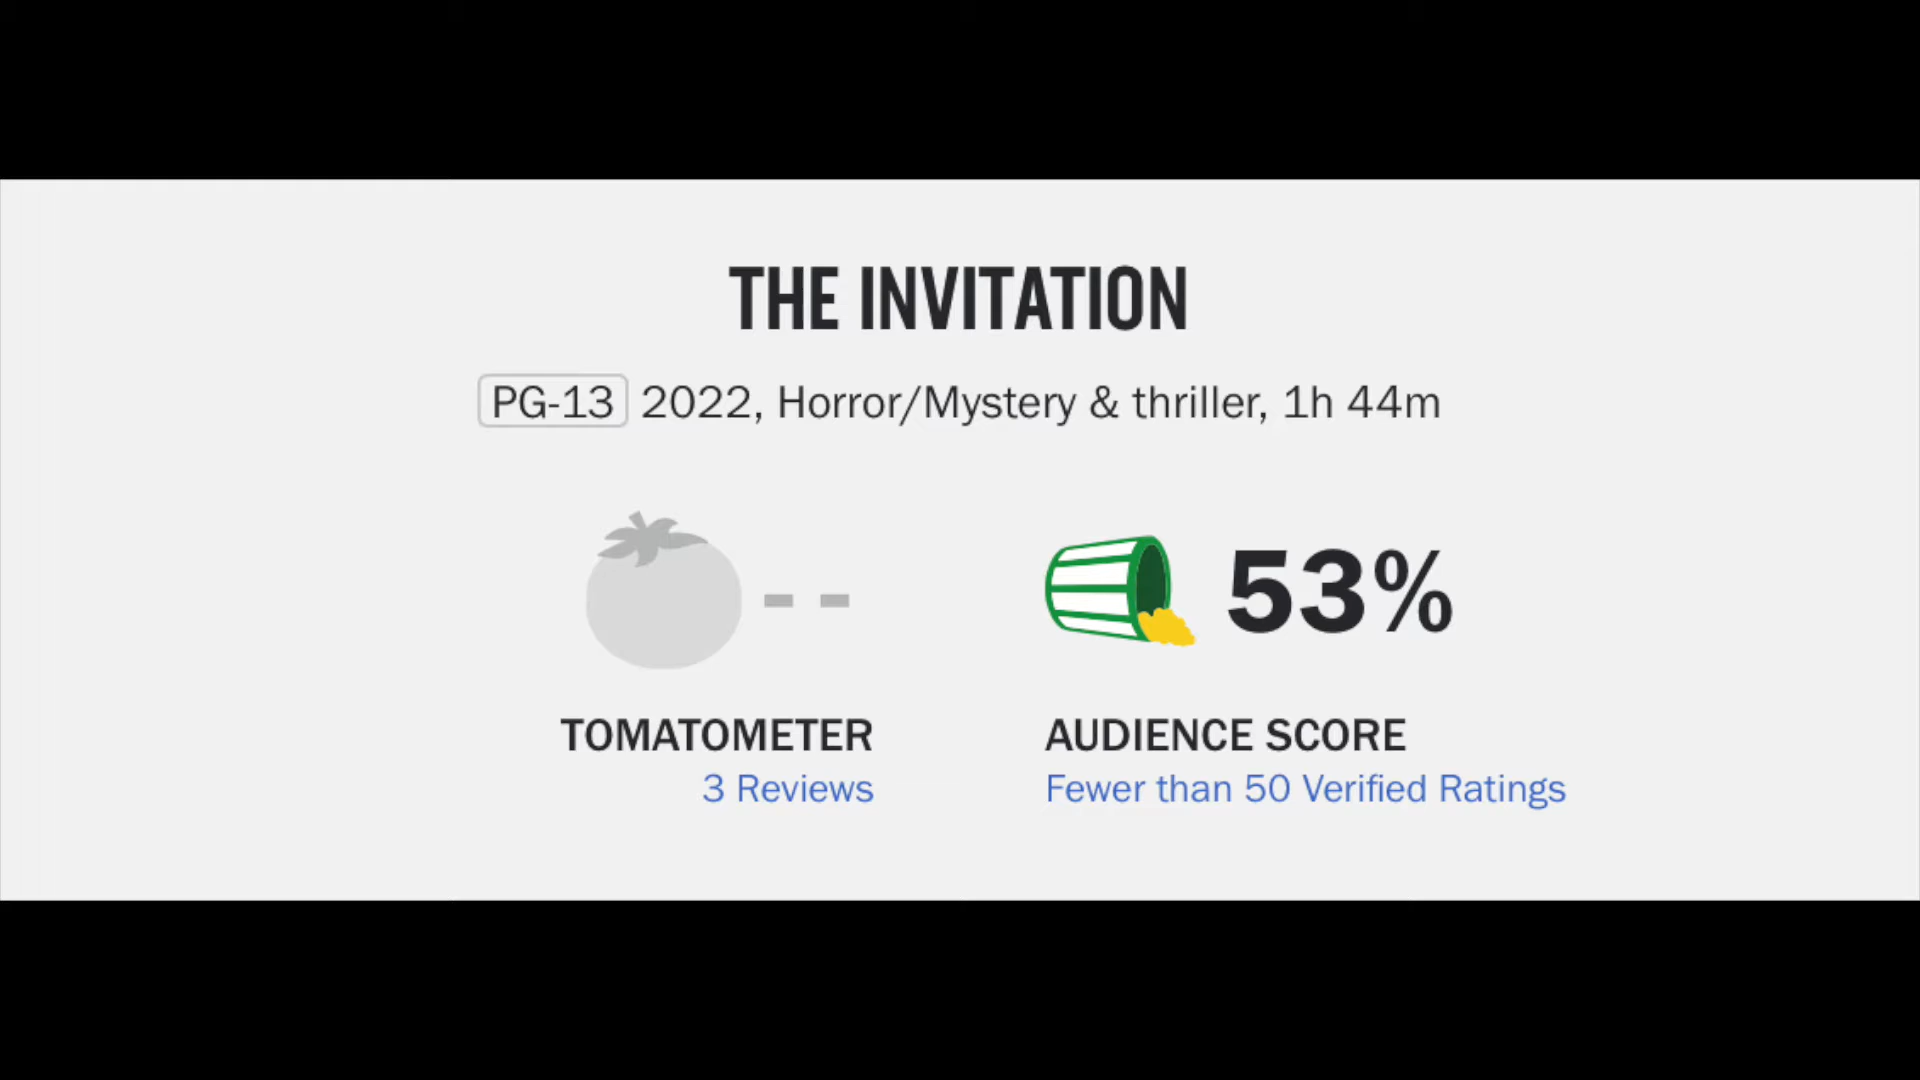 THE INVITATION
PG-13 2022, Horror/Mystery & thriller, 1h 44m
- - 53%
TOMATOMETER AUDIENCE SCORE
3 Reviews Fewer than 50 Verified Ratings